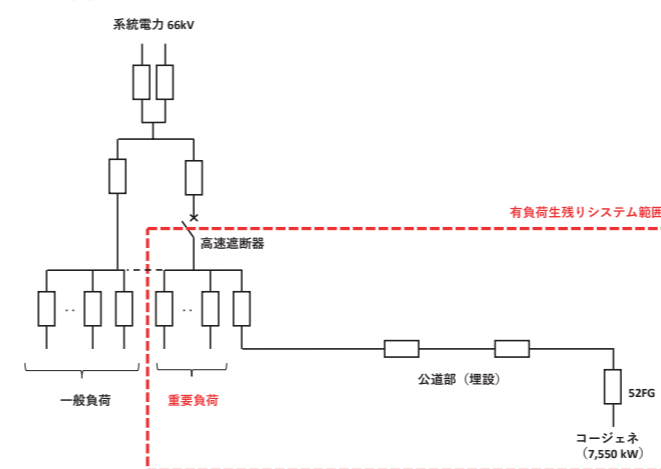 系統電力 66kV
有負荷生残りシステム範囲
高速遮断器
‥
‥
公道部（埋設）
52FG
一般負荷
重要負荷
コージェネ
（7,550 kW）